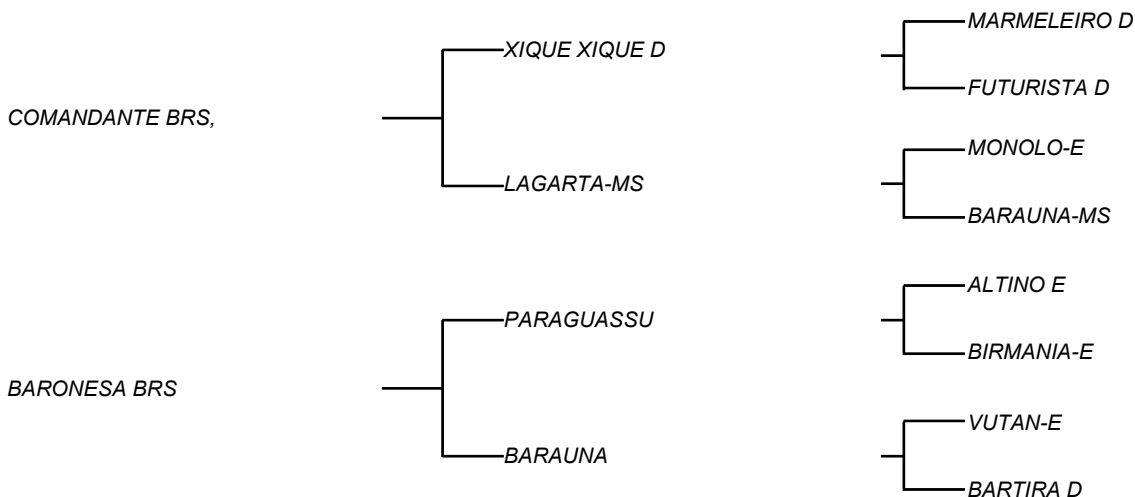 MARMELEIRO D
XIQUE XIQUE D
FUTURISTA D
COMANDANTE BRS,
MONOLO-E
LAGARTA-MS
BARAUNA-MS
ALTINO E
PARAGUASSU
BIRMANIA-E
BARONESA BRS
VUTAN-E
BARAUNA
BARTIRA D